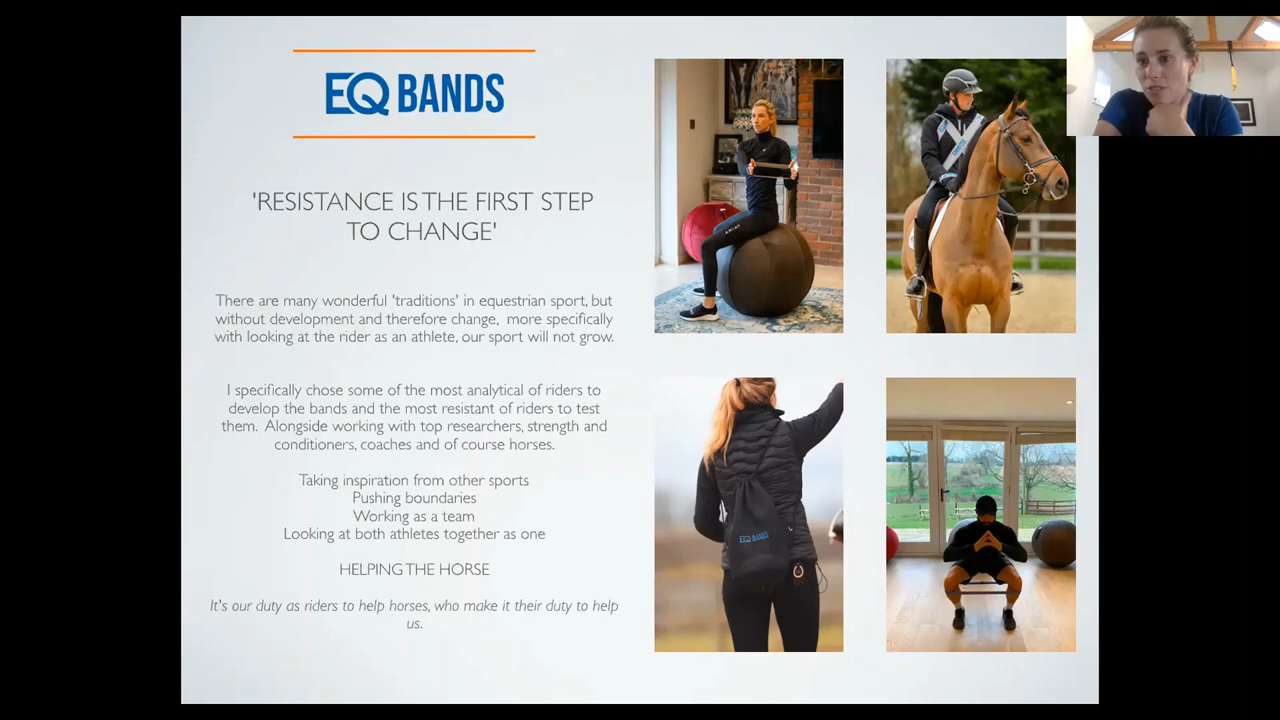 EQ BANDS
'RESISTANCE IS THE FIRST STEP
TO CHANGE'
There are many wonderful 'traditions' in equestrian sport, but
without development and therefore change, more specifically
with looking at the rider as an athlete, our sport will not grow.
I specifically chose some of the most analytical of riders to
develop the bands and the most resistant of riders to test
them. Alongside working with top researchers, strength and
conditioners, coaches and of course horses.
Taking inspiration from other sports
Pushing boundaries
Working as a team
Looking at both athletes together as one
HELPING THE HORSE
It's our duty as riders to help horses, who make it their duty to help
us.
ARIAT
EQ BANDS